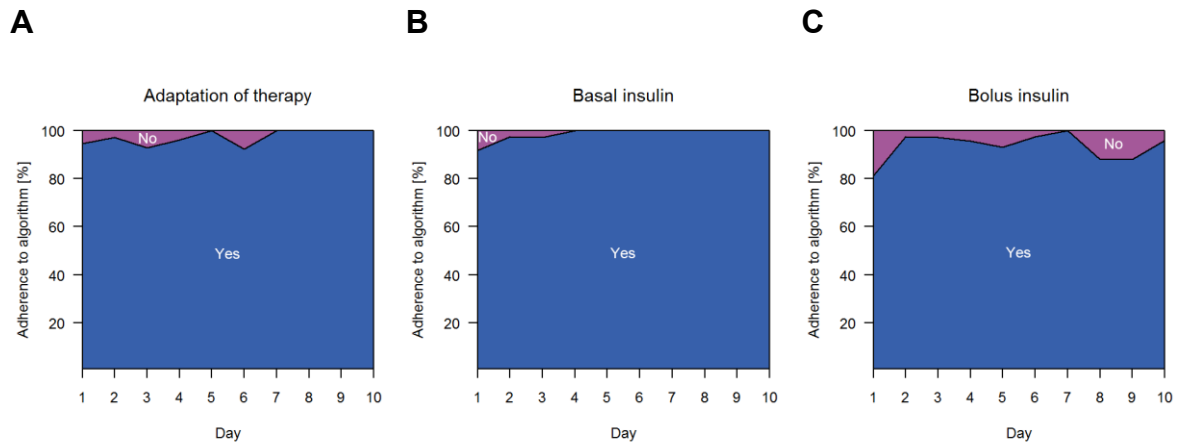 A
B
C
Adaptation of therapy
Adherence to algorithm [%]
100
80
60
40
20
No
Yes
1 2 3 4 5 6 7 8 9 10
Day
Basal insulin
Adherence to algorithm [%]
100
80
60
40
20
No
Yes
1 2 3 4 5 6 7 8 9 10
Day
Bolus insulin
Adherence to algorithm [%]
100
80
60
40
20
No
Yes
1 2 3 4 5 6 7 8 9 10
Day